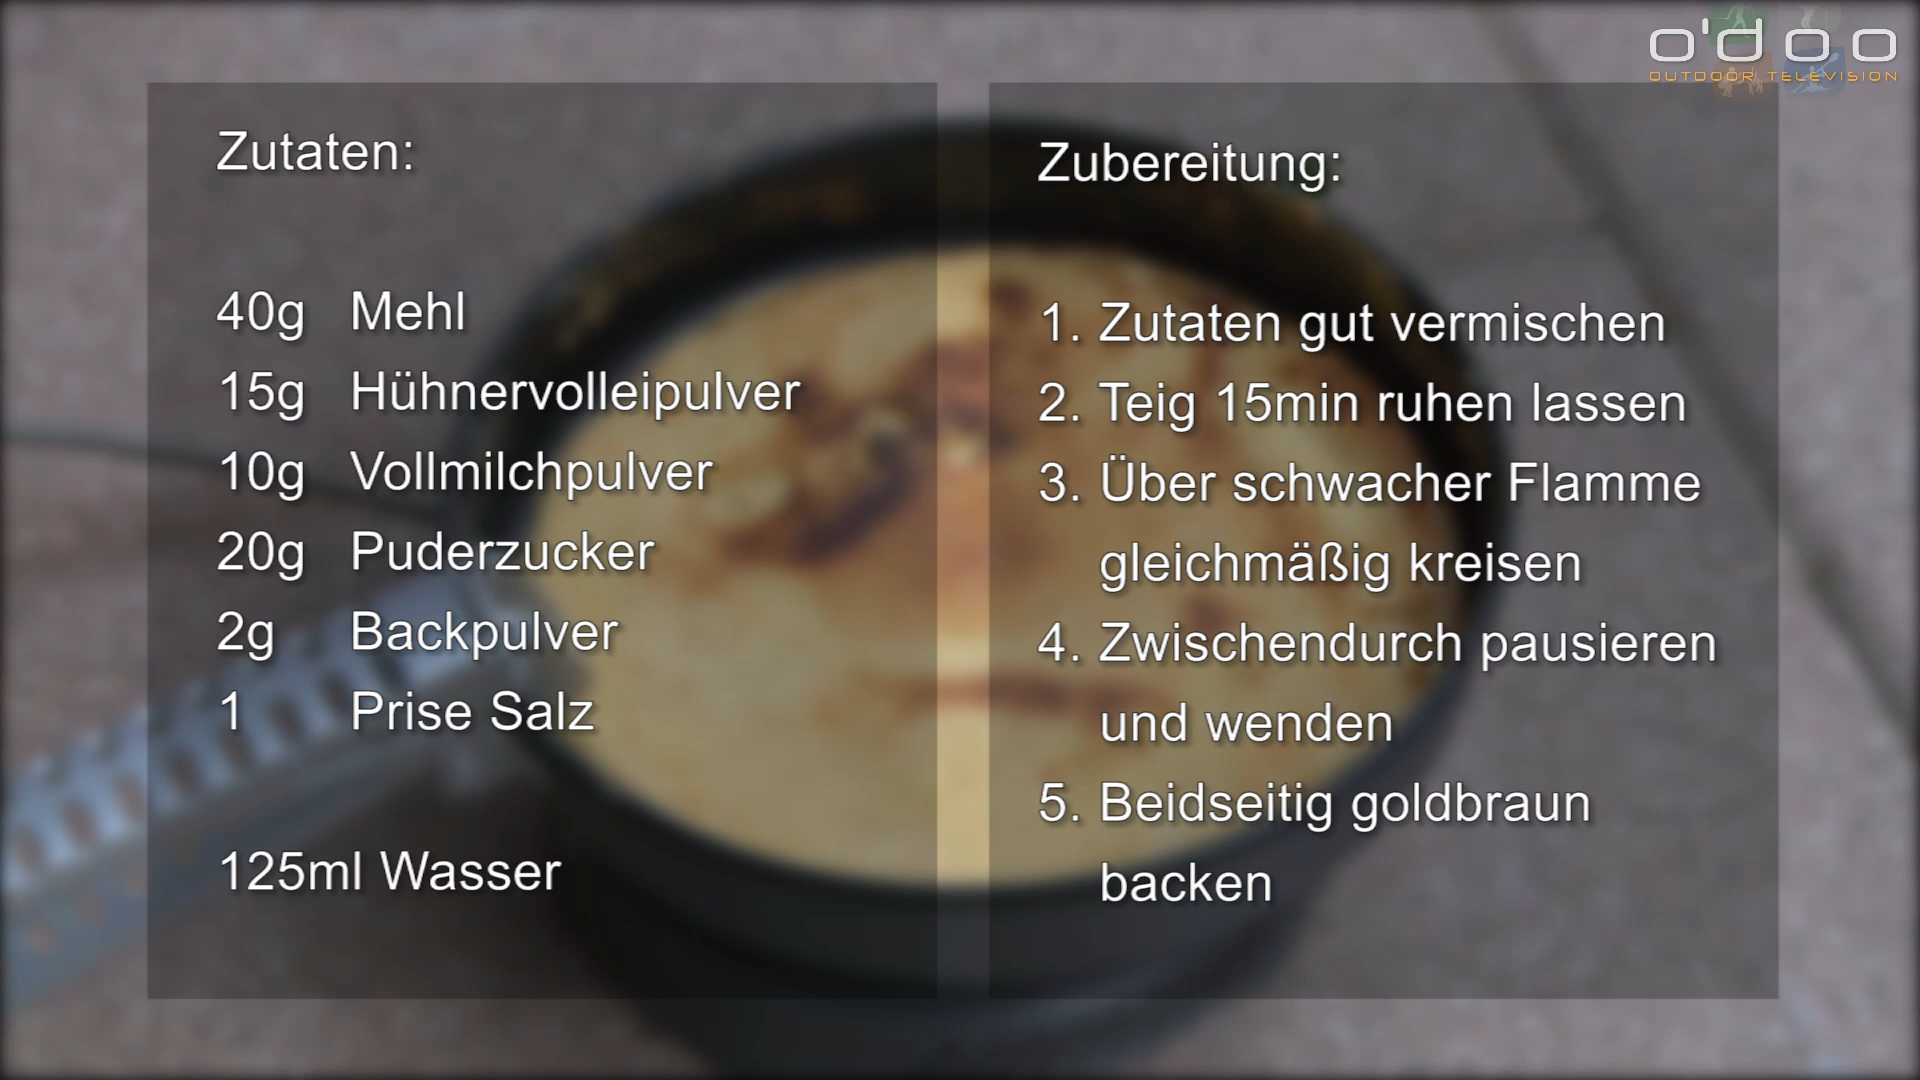 o'doo
OUTDOOR TELEVISION
Zutaten:
40g Mehl
15g Hühnervolleipulver
10g Vollmilchpulver
20g Puderzucker
2g Backpulver
1 Prise Salz
125ml Wasser
Zubereitung:
1. Zutaten gut vermischen
2. Teig 15min ruhen lassen
3. Über schwacher Flamme
gleichmäßig kreisen
4. Zwischendurch pausieren
und wenden
5. Beidseitig goldbraun
backen